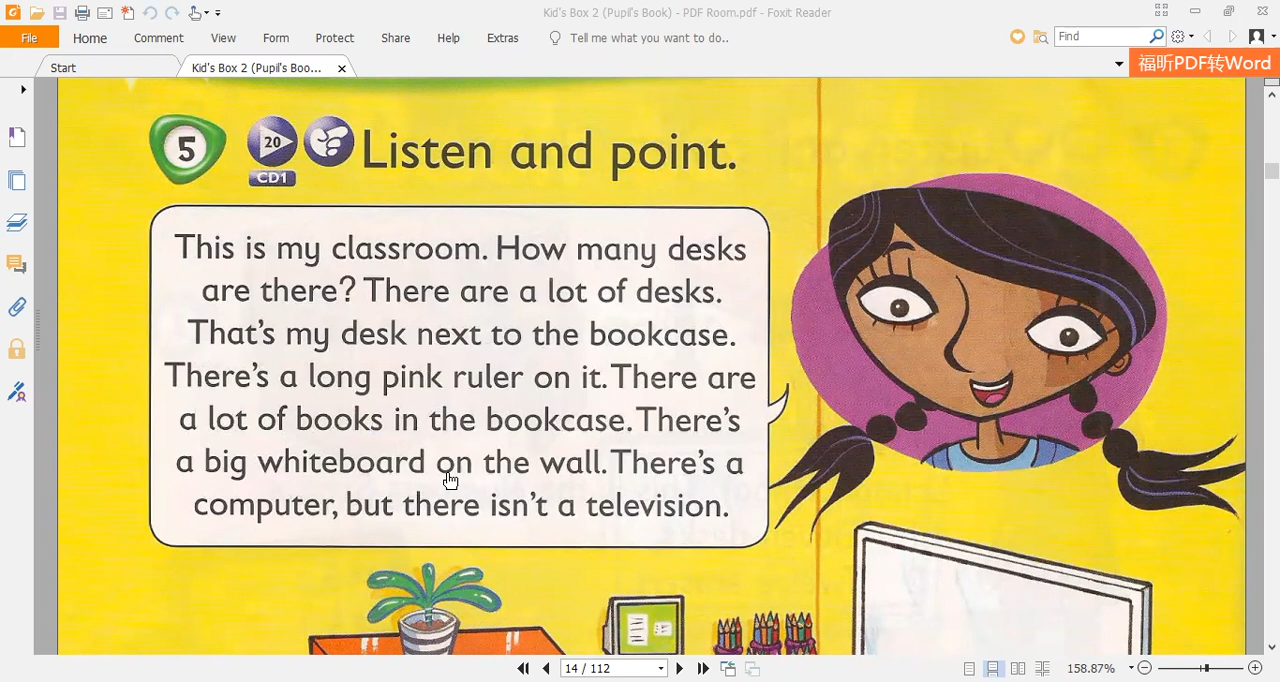 Kid's Box 2 (Pupil's Book) - PDF Room.pdf - Foxit Reader
File Home Comment View Form Protect Share Help Extras Tell me what you want to do.. Find
Start Kid's Box 2 (Pupil's Boo... 福昕PDF转Word
5 20 Listen and point.
CD1
This is my classroom. How many desks
are there? There are a lot of desks.
That's my desk next to the bookcase.
There's a long pink ruler on it. There are
a lot of books in the bookcase. There's
a big whiteboard on the wall. There's a
computer, but there isn't a television.
14 / 112 158.87%